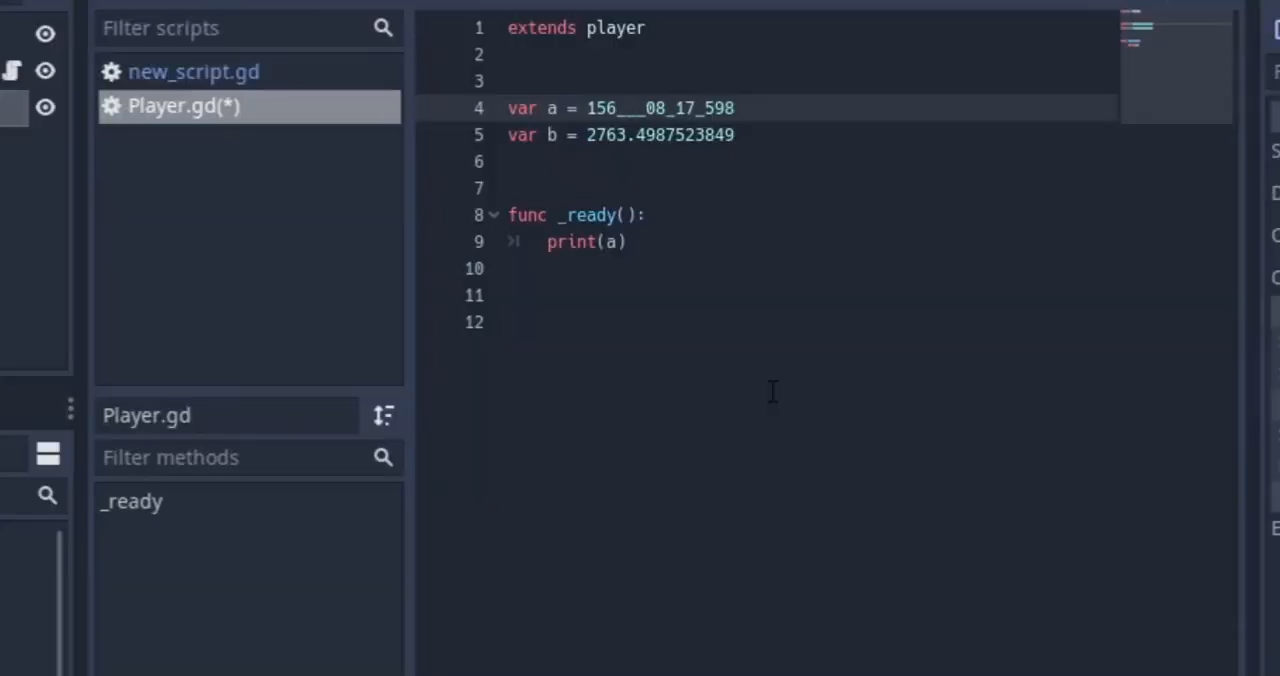 Filter scripts
new_script.gd
Player.gd(*)
Player.gd
Filter methods
_ready
1 extends player
2
3
4 var a = 156___08_17_598
5 var b = 2763.4987523849
6
7
8 func _ready():
9 print(a)
10
11
12